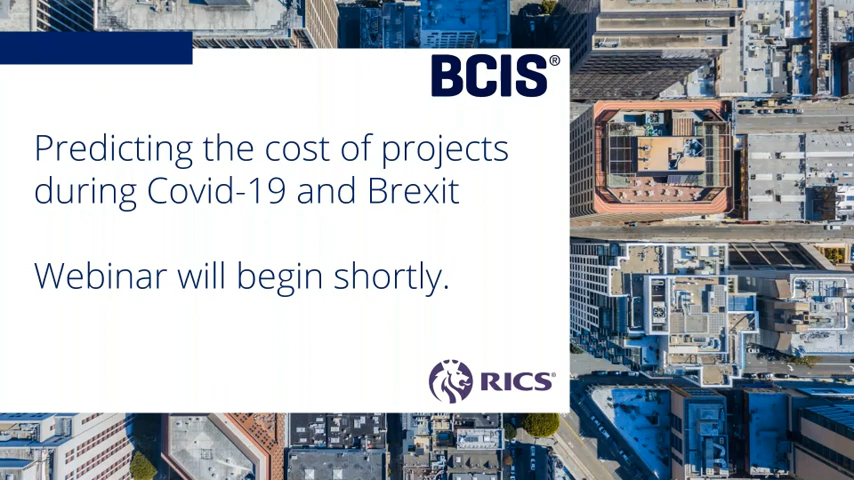 BCIS®
Predicting the cost of projects
during Covid-19 and Brexit
Webinar will begin shortly.
RICS®